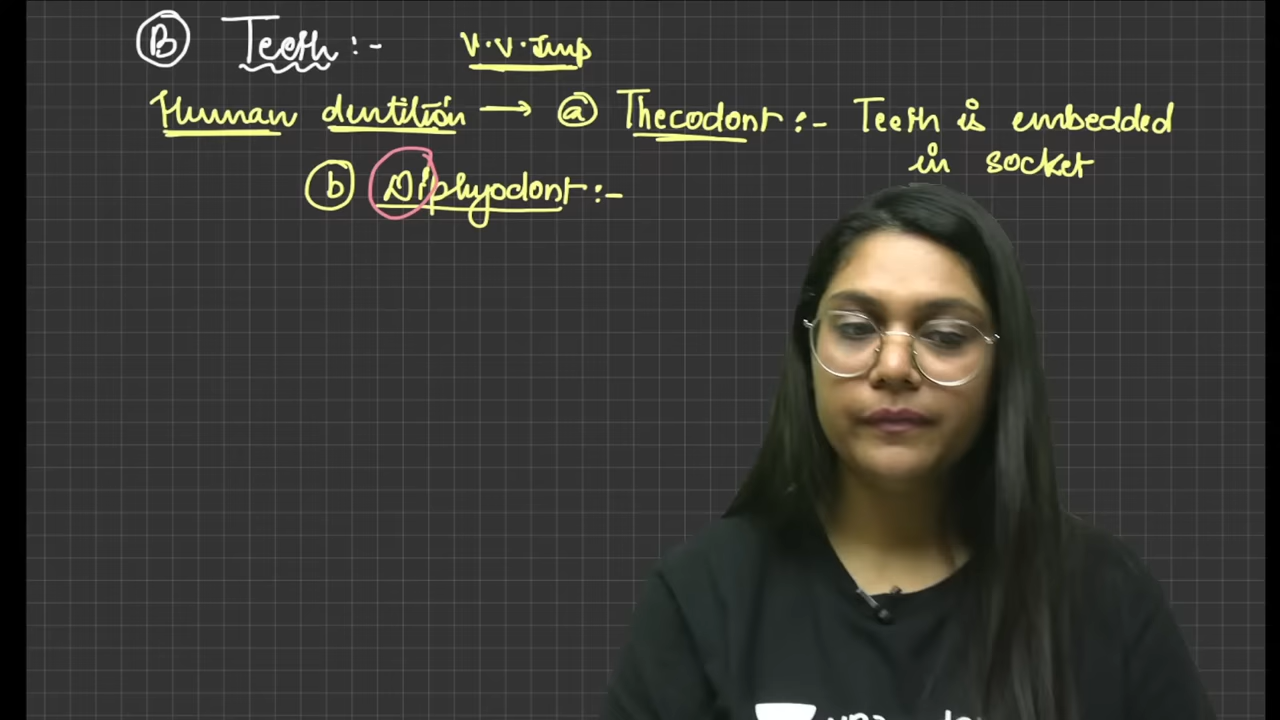 Ⓑ Teeth :- V.V.Imp
Human dentition → ⓐ Thecodont :- Teeth is embedded
in socket
ⓑ Diphyodont :-